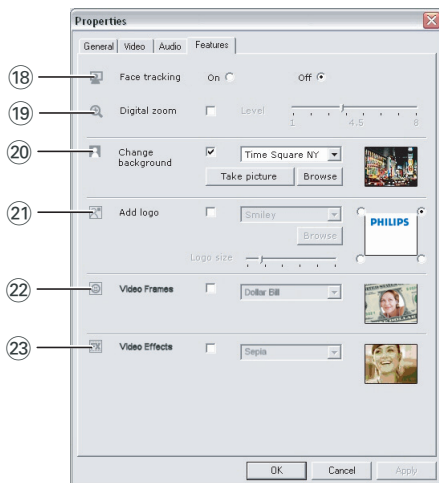 Properties
General Video Audio Features
18 Face tracking On Off
19 Digital zoom Level
1 4.5 8
20 Change background Time Square NY
Take picture Browse
21 Add logo Smiley
PHILIPS
Browse
Logo size
22 Video Frames Dollar Bill
23 Video Effects Sepia
OK Cancel Apply